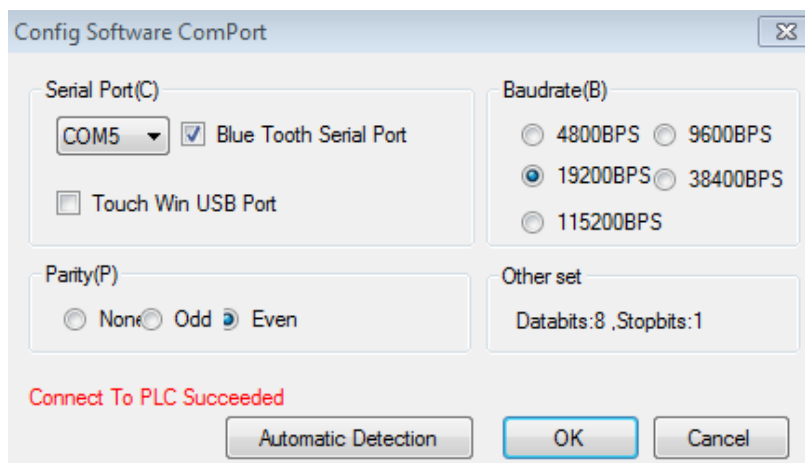 Config Software ComPort
Serial Port(C)
COM5
Blue Tooth Serial Port
Touch Win USB Port
Baudrate(B)
4800BPS
9600BPS
19200BPS
38400BPS
115200BPS
Parity(P)
None
Odd
Even
Other set
Databits:8 ,Stopbits:1
Connect To PLC Succeeded
Automatic Detection
OK
Cancel